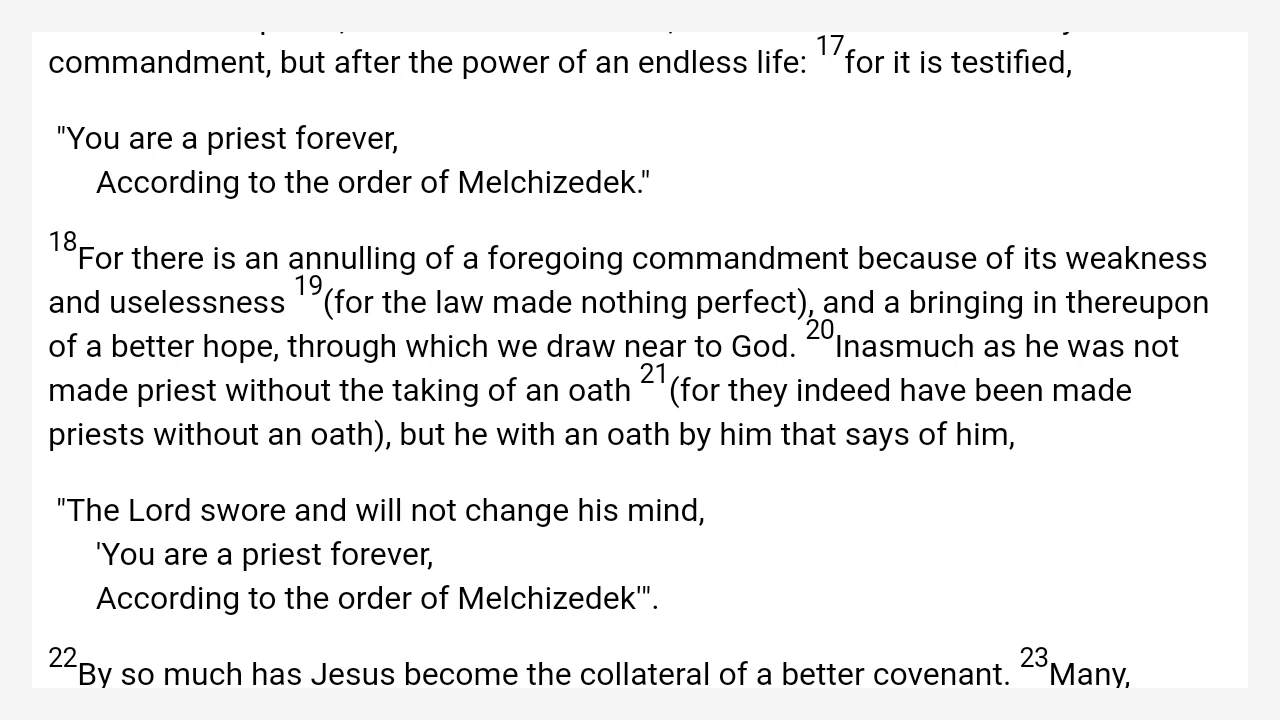 commandment, but after the power of an endless life: 17for it is testified,
"You are a priest forever,
According to the order of Melchizedek."
18For there is an annulling of a foregoing commandment because of its weakness
and uselessness 19(for the law made nothing perfect), and a bringing in thereupon
of a better hope, through which we draw near to God. 20Inasmuch as he was not
made priest without the taking of an oath 21(for they indeed have been made
priests without an oath), but he with an oath by him that says of him,
"The Lord swore and will not change his mind,
'You are a priest forever,
According to the order of Melchizedek'".
22By so much has Jesus become the collateral of a better covenant. 23Many,